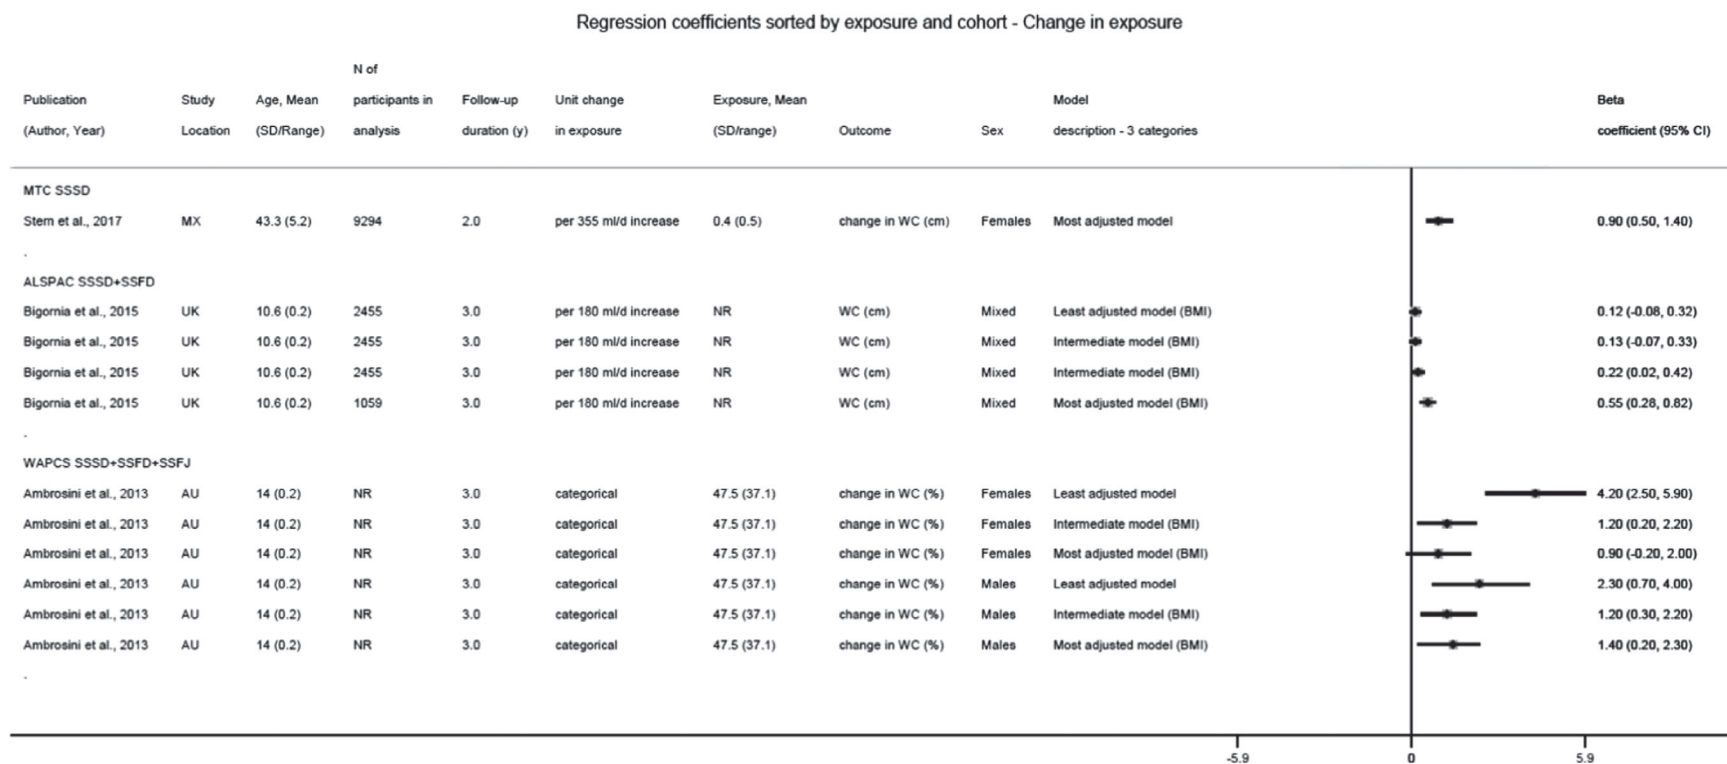 Regression coefficients sorted by exposure and cohort - Change in exposure
N of
Publication Study Age, Mean participants in Follow-up Unit change Exposure, Mean Model Beta
(Author, Year) Location (SD/Range) analysis duration (y) in exposure (SD/range) Outcome Sex description - 3 categories coefficient (95% CI)
MTC SSSD
Stern et al., 2017 MX 43.3 (5.2) 9294 2.0 per 355 ml/d increase 0.4 (0.5) change in WC (cm) Females Most adjusted model 0.90 (0.50, 1.40)
.
ALSPAC SSSD+SSFD
Bigornia et al., 2015 UK 10.6 (0.2) 2455 3.0 per 180 ml/d increase NR WC (cm) Mixed Least adjusted model (BMI) 0.12 (-0.08, 0.32)
Bigornia et al., 2015 UK 10.6 (0.2) 2455 3.0 per 180 ml/d increase NR WC (cm) Mixed Intermediate model (BMI) 0.13 (-0.07, 0.33)
Bigornia et al., 2015 UK 10.6 (0.2) 2455 3.0 per 180 ml/d increase NR WC (cm) Mixed Intermediate model (BMI) 0.22 (0.02, 0.42)
Bigornia et al., 2015 UK 10.6 (0.2) 1059 3.0 per 180 ml/d increase NR WC (cm) Mixed Most adjusted model (BMI) 0.55 (0.28, 0.82)
.
WAPCS SSSD+SSFD+SSFJ
Ambrosini et al., 2013 AU 14 (0.2) NR 3.0 categorical 47.5 (37.1) change in WC (%) Females Least adjusted model 4.20 (2.50, 5.90)
Ambrosini et al., 2013 AU 14 (0.2) NR 3.0 categorical 47.5 (37.1) change in WC (%) Females Intermediate model (BMI) 1.20 (0.20, 2.20)
Ambrosini et al., 2013 AU 14 (0.2) NR 3.0 categorical 47.5 (37.1) change in WC (%) Females Most adjusted model (BMI) 0.90 (-0.20, 2.00)
Ambrosini et al., 2013 AU 14 (0.2) NR 3.0 categorical 47.5 (37.1) change in WC (%) Males Least adjusted model 2.30 (0.70, 4.00)
Ambrosini et al., 2013 AU 14 (0.2) NR 3.0 categorical 47.5 (37.1) change in WC (%) Males Intermediate model (BMI) 1.20 (0.30, 2.20)
Ambrosini et al., 2013 AU 14 (0.2) NR 3.0 categorical 47.5 (37.1) change in WC (%) Males Most adjusted model (BMI) 1.40 (0.20, 2.30)
.
-5.9 0 5.9